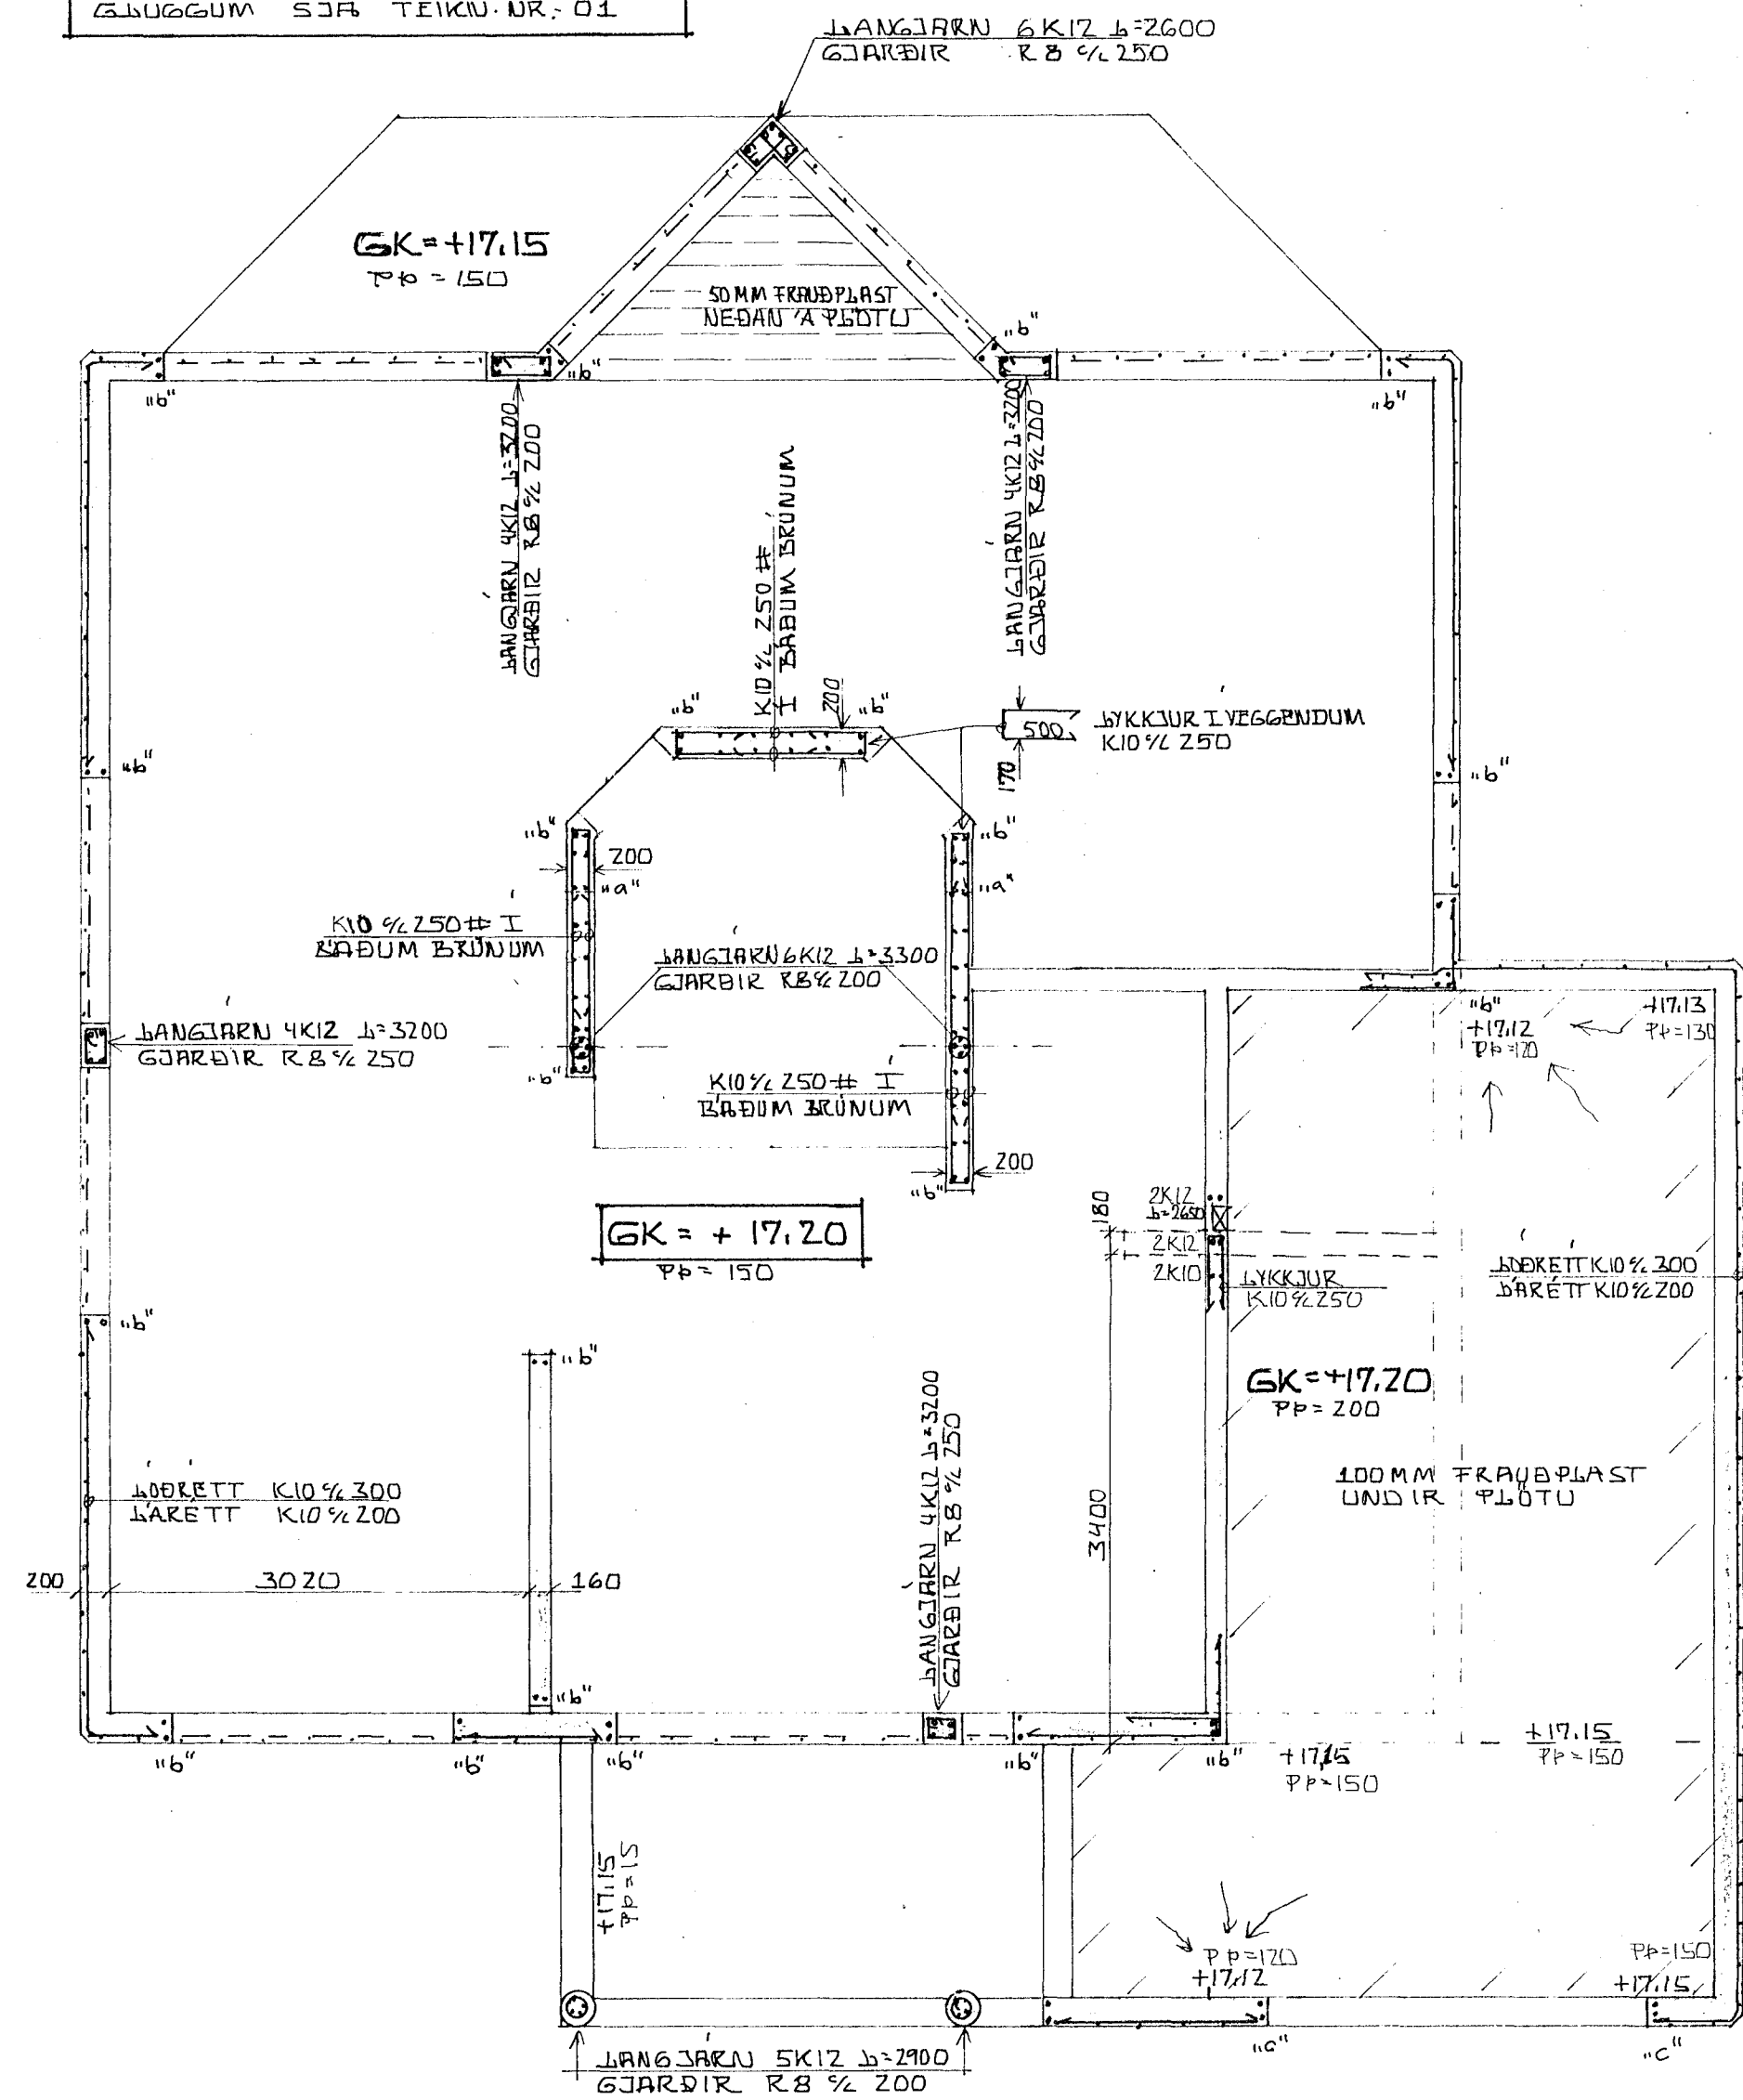 GLUGGUM SJÁ TEIKN. NR: 01
LANGJÁRN 6K12 L=2600
GJARÐIR R8 c/c 250
GK=+17.15
Pþ=150
50MM FRAUÐPLAST
NEÐAN Á PLÖTU
"b"
"b"
"b"
"b"
LANGJÁRN 4K12 L=3200
GJARÐIR R8 c/c 200
K10 c/c 250 #
Í BÁÐUM BRÚNUM
LANGJÁRN 4K12 L=3200
GJARÐIR R8 c/c 200
"b"
200
"b"
500
170
LYKKJUR Í VEGGENDUM
K10 c/c 250
"b"
"b"
"b"
"b"
200
"a"
"a"
K10 c/c 250 # Í
BÁÐUM BRÚNUM
LANGJÁRN 6K12 L=3300
GJARÐIR R8 c/c 200
LANGJÁRN 4K12 L=3200
GJARÐIR R8 c/c 250
"b"
K10 c/c 250 # Í
BÁÐUM BRÚNUM
"b"
+17.12
Pþ=120
+17.13
Pþ=130
200
"b"
GK = + 17.20
Pþ = 150
180
2K12
L=2650
2K12
2K10
LYKKJUR
K10 c/c 250
LÓÐRÉTT K10 c/c 300
LÁRÉTT K10 c/c 200
"b"
"b"
GK=+17.20
Pþ= 200
LANGJÁRN 4K12 L=3200
GJARÐIR R8 c/c 250
3400
100MM FRAUÐPLAST
UNDIR PLÖTU
LÓÐRÉTT K10 c/c 300
LÁRÉTT K10 c/c 200
200
3020
160
"b"
"b"
"b"
"b"
"b"
"b"
+17.15
Pþ=150
+17.15
Pþ=150
+17.15
Pþ=15
Pþ=120
+17.12
Pþ=150
+17.15
"c"
"c"
LANGJÁRN 5K12 L=2900
GJARÐIR R8 c/c 200